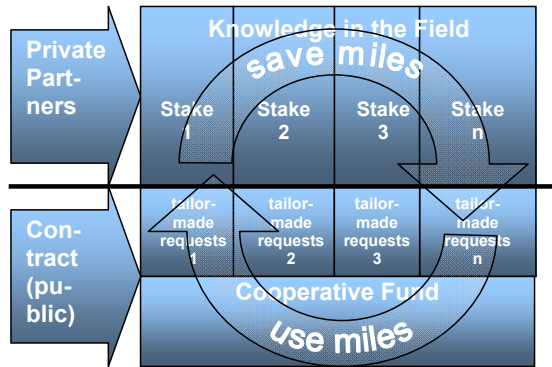 Private
Part-
ners
Knowledge in the Field
save miles
Stake
1
Stake
2
Stake
3
Stake
n
Con-
tract
(pu-
blic)
tailor-
made
requests
1
tailor-
made
requests
2
tailor-
made
requests
3
tailor-
made
requests
n
Cooperative Fund
use miles